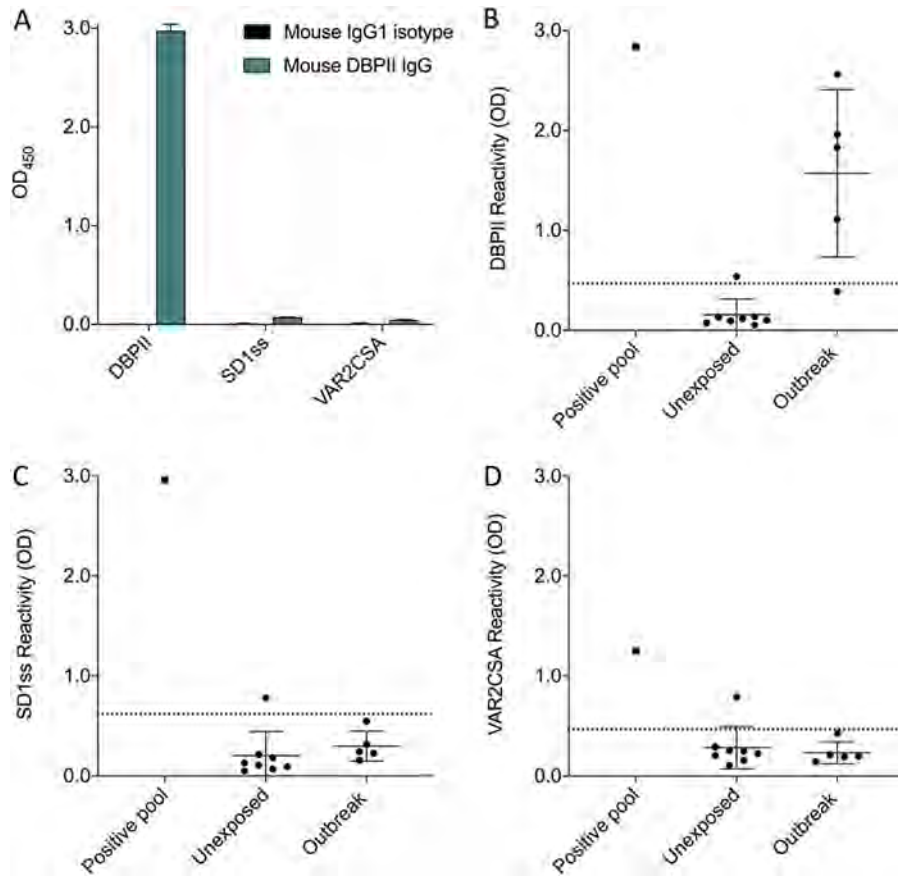 A
Mouse IgG1 isotype
Mouse DBPII IgG
OD450
3.0
2.0
1.0
0.0
DBPII
SD1ss
VAR2CSA
B
DBPII Reactivity (OD)
3.0
2.0
1.0
0.0
Positive pool
Unexposed
Outbreak
C
SD1ss Reactivity (OD)
3.0
2.0
1.0
0.0
Positive pool
Unexposed
Outbreak
D
VAR2CSA Reactivity (OD)
3.0
2.0
1.0
0.0
Positive pool
Unexposed
Outbreak